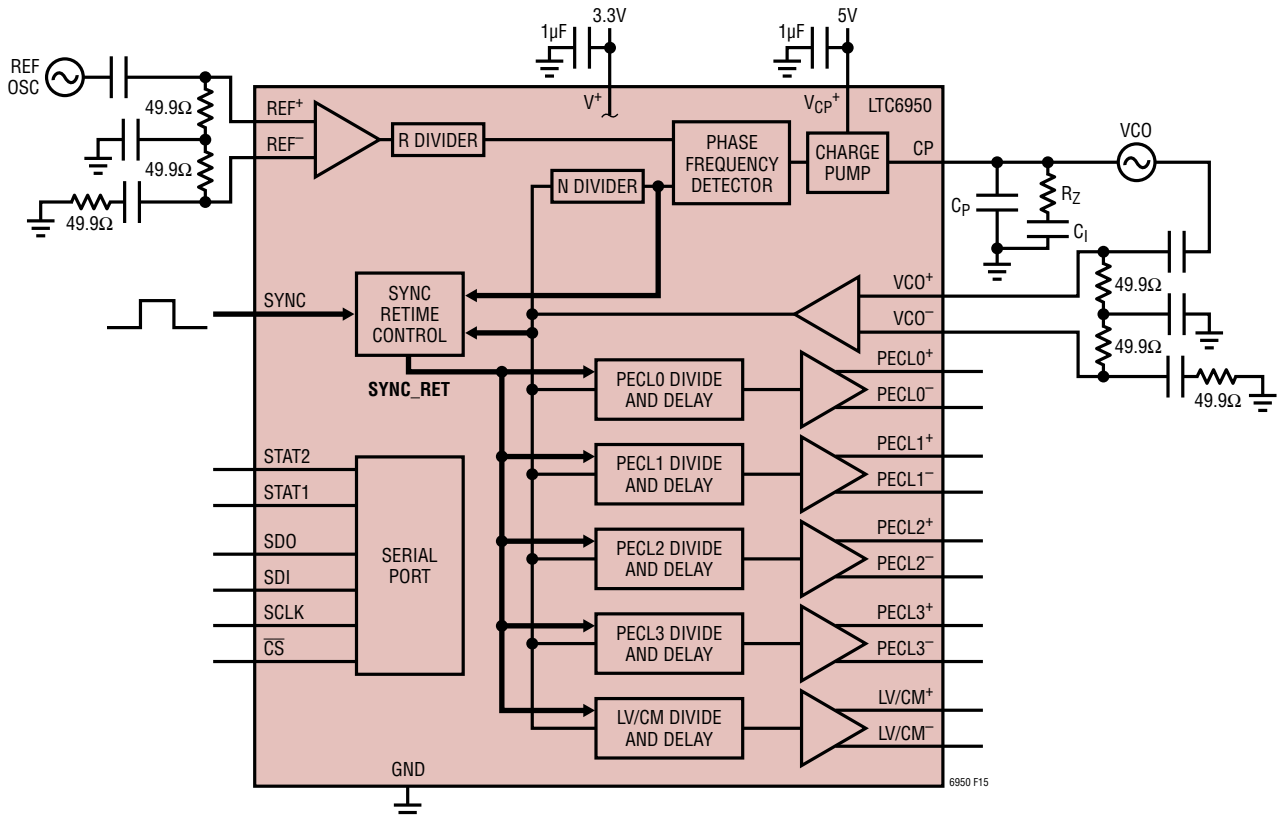 3.3V
5V
1µF
1µF
REF
OSC
49.9Ω
49.9Ω
49.9Ω
REF+
REF–
V+
VCP+
LTC6950
R DIVIDER
N DIVIDER
PHASE
FREQUENCY
DETECTOR
CHARGE
PUMP
CP
VCO
CP
RZ
CI
SYNC
SYNC
RETIME
CONTROL
SYNC_RET
VCO+
VCO–
49.9Ω
49.9Ω
49.9Ω
PECL0 DIVIDE
AND DELAY
PECL0+
PECL0–
PECL1 DIVIDE
AND DELAY
PECL1+
PECL1–
PECL2 DIVIDE
AND DELAY
PECL2+
PECL2–
PECL3 DIVIDE
AND DELAY
PECL3+
PECL3–
LV/CM DIVIDE
AND DELAY
LV/CM+
LV/CM–
STAT2
STAT1
SDO
SDI
SCLK
CS
SERIAL
PORT
GND
6950 F15